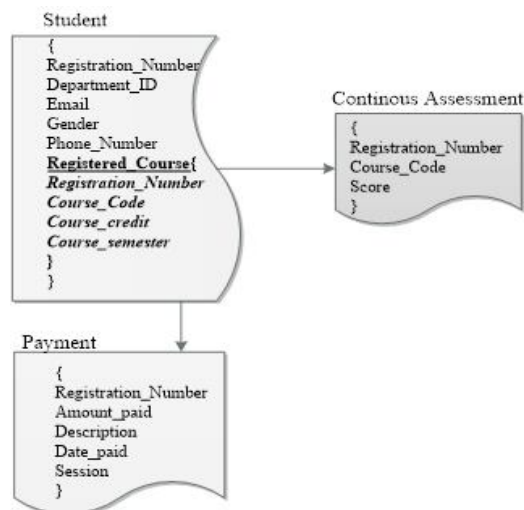 Student
{
Registration_Number
Department_ID
Email
Gender
Phone_Number
Registered_Course{
Registration_Number
Course_Code
Course_credit
Course_semester
}
}
Continous Assessment
{
Registration_Number
Course_Code
Score
}
Payment
{
Registration_Number
Amount_paid
Description
Date_paid
Session
}